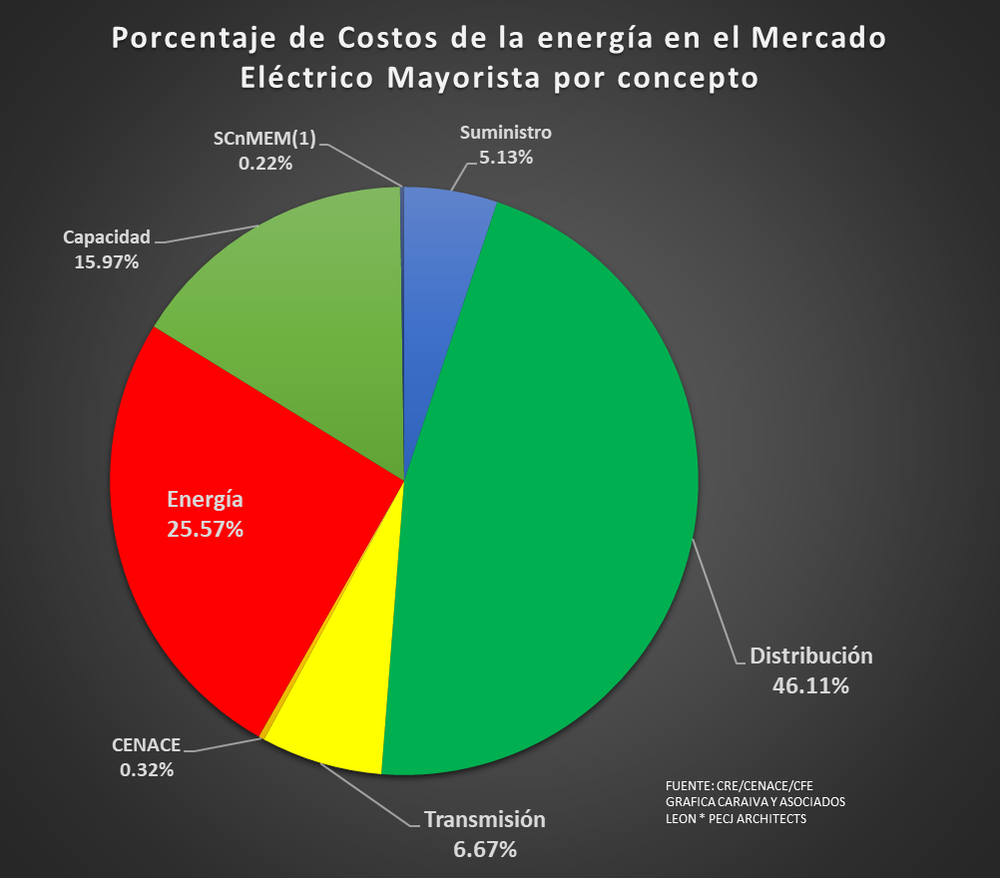 Porcentaje de Costos de la energía en el Mercado
Eléctrico Mayorista por concepto
SCnMEM(1)
0.22%
Suministro
5.13%
Capacidad
15.97%
Energía
25.57%
Distribución
46.11%
CENACE
0.32%
Transmisión
6.67%
FUENTE: CRE/CENACE/CFE
GRAFICA CARAIVA Y ASOCIADOS
LEON * PECJ ARCHITECTS